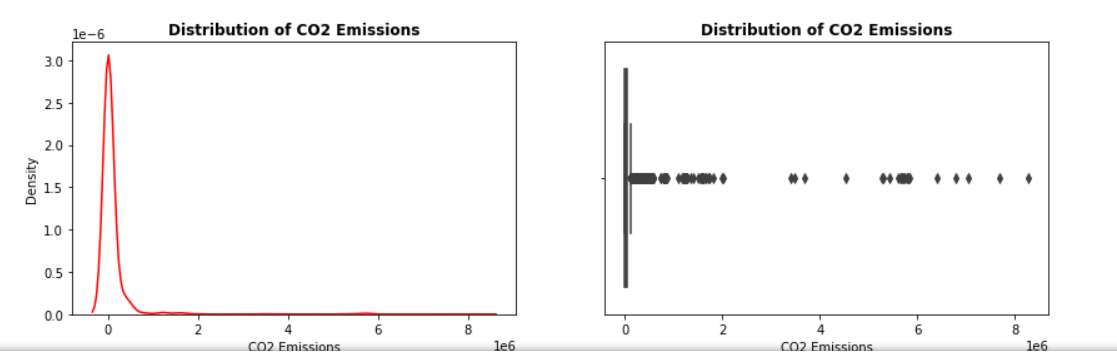 Distribution of CO2 Emissions
1e−6
3.0
2.5
2.0
1.5
1.0
0.5
0.0
Density
0 2 4 6 8
CO2 Emissions 1e6
Distribution of CO2 Emissions
0 2 4 6 8
CO2 Emissions 1e6